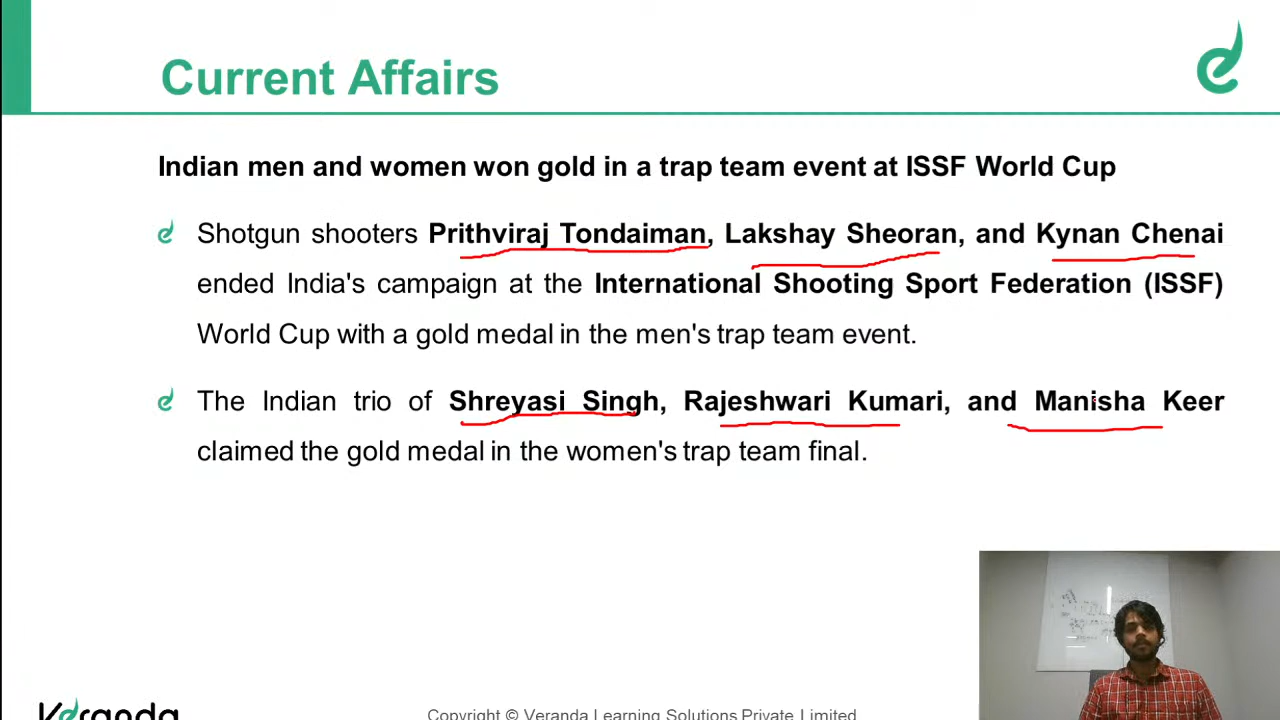 Current Affairs
Indian men and women won gold in a trap team event at ISSF World Cup
Shotgun shooters Prithviraj Tondaiman, Lakshay Sheoran, and Kynan Chenai
ended India's campaign at the International Shooting Sport Federation (ISSF)
World Cup with a gold medal in the men's trap team event.
The Indian trio of Shreyasi Singh, Rajeshwari Kumari, and Manisha Keer
claimed the gold medal in the women's trap team final.
Veranda
Copyright © Veranda Learning Solutions Private Limited